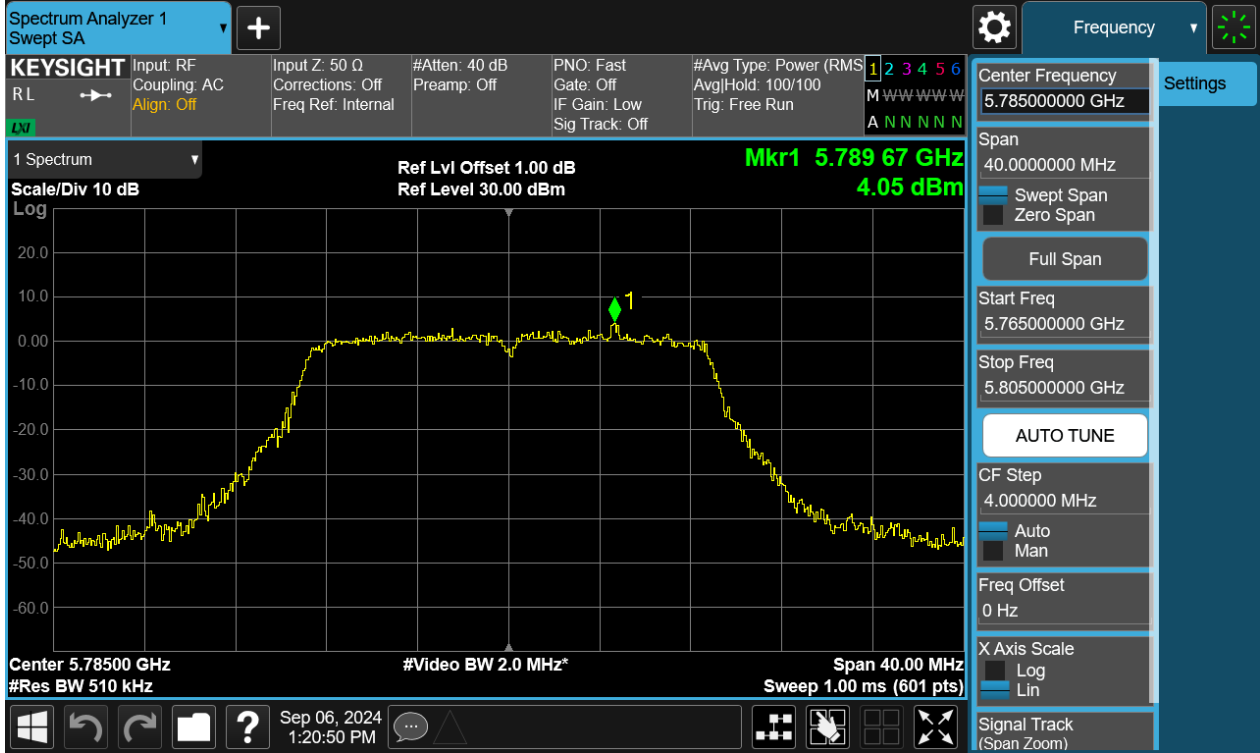 Spectrum Analyzer 1
Swept SA
Frequency
KEYSIGHT
R L
LXI
Input: RF
Coupling: AC
Align: Off
Input Z: 50 Ω
Corrections: Off
Freq Ref: Internal
#Atten: 40 dB
Preamp: Off
PNO: Fast
Gate: Off
IF Gain: Low
Sig Track: Off
#Avg Type: Power (RMS
Avg|Hold: 100/100
Trig: Free Run
1 2 3 4 5 6
M W W W W W
A N N N N N
1 Spectrum
Scale/Div 10 dB
Log
Ref Lvl Offset 1.00 dB
Ref Level 30.00 dBm
Mkr1 5.789 67 GHz
4.05 dBm
20.0
10.0
0.00
-10.0
-20.0
-30.0
-40.0
-50.0
-60.0
1
Center 5.78500 GHz
#Res BW 510 kHz
#Video BW 2.0 MHz*
Span 40.00 MHz
Sweep 1.00 ms (601 pts)
Center Frequency
5.785000000 GHz
Settings
Span
40.0000000 MHz
Swept Span
Zero Span
Full Span
Start Freq
5.765000000 GHz
Stop Freq
5.805000000 GHz
AUTO TUNE
CF Step
4.000000 MHz
Auto
Man
Freq Offset
0 Hz
X Axis Scale
Log
Lin
Signal Track
(Span Zoom)
Sep 06, 2024
1:20:50 PM